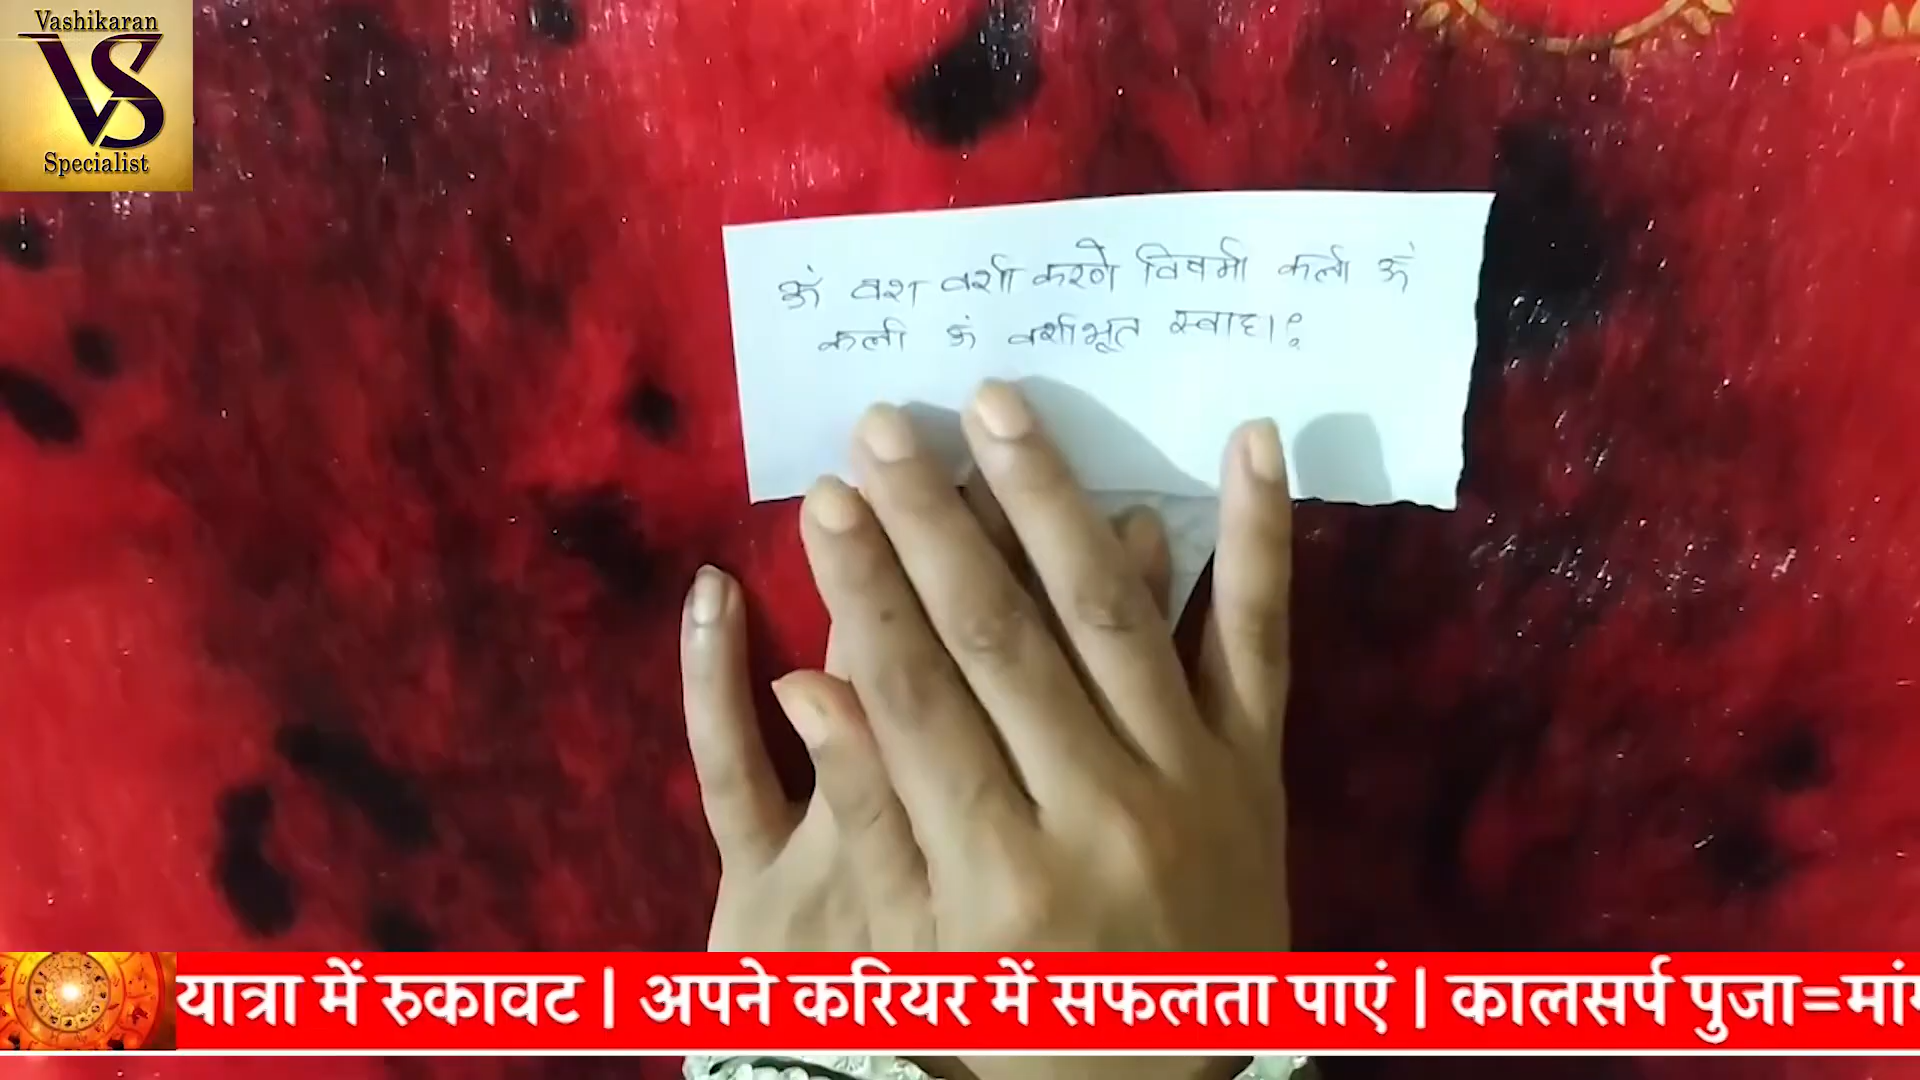 Vashikaran
VS
Specialist
ॐ वश वशी करणे विषमी कली ॐ
कली ॐ वशीभूत स्वाहा:
यात्रा में रुकावट | अपने करियर में सफलता पाएं | कालसर्प पुजा=मांग